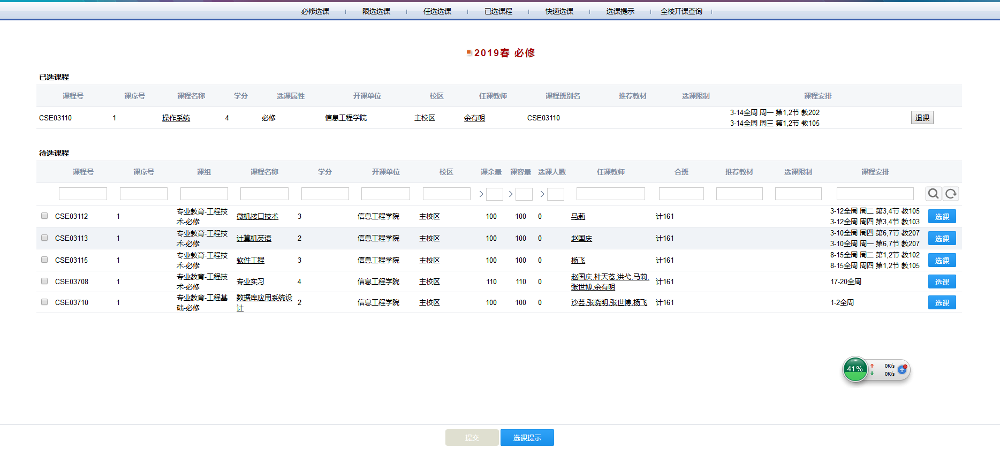 必修选课 限选选课 任选选课 已选课程 快速选课 选课提示 全校开课查询
2019春 必修
已选课程
课程号 课序号 课程名称 学分 选课属性 开课单位 校区 任课教师 课程班别名 推荐教材 选课限制 课程安排
CSE03110 1 操作系统 4 必修 信息工程学院 主校区 余有明 CSE03110 3-14全周 周一 第1,2节 教202
3-14全周 周三 第1,2节 教105
退课
待选课程
课程号 课序号 课组 课程名称 学分 开课单位 校区 课余量 课容量 选课人数 任课教师 合班 推荐教材 选课限制 课程安排
> > >
CSE03112 1 专业教育-工程技
术-必修 微机接口技术 3 信息工程学院 主校区 100 100 0 马莉 计161 3-12全周 周二 第3,4节 教105
3-12全周 周四 第3,4节 教103 选课
CSE03113 1 专业教育-工程技
术-必修 计算机英语 2 信息工程学院 主校区 100 100 0 赵国庆 计161 3-10全周 周四 第6,7节 教207
3-10全周 周一 第6,7节 教207 选课
CSE03115 1 专业教育-工程技
术-必修 软件工程 3 信息工程学院 主校区 100 100 0 杨飞 计161 8-15全周 周二 第1,2节 教102
8-15全周 周四 第1,2节 教105 选课
CSE03708 1 专业教育-工程技
术-必修 专业实习 4 信息工程学院 主校区 110 110 0 赵国庆,杜天苍,洪弋,马莉,
张世博,余有明 计161 17-20全周 选课
CSE03710 1 专业教育-工程基
础-必修 数据库应用系统设
计 2 信息工程学院 主校区 100 100 0 沙芸,张晓明,张世博,杨飞 计161 1-2全周 选课
41% 0K/s
0K/s
提交 选课提示